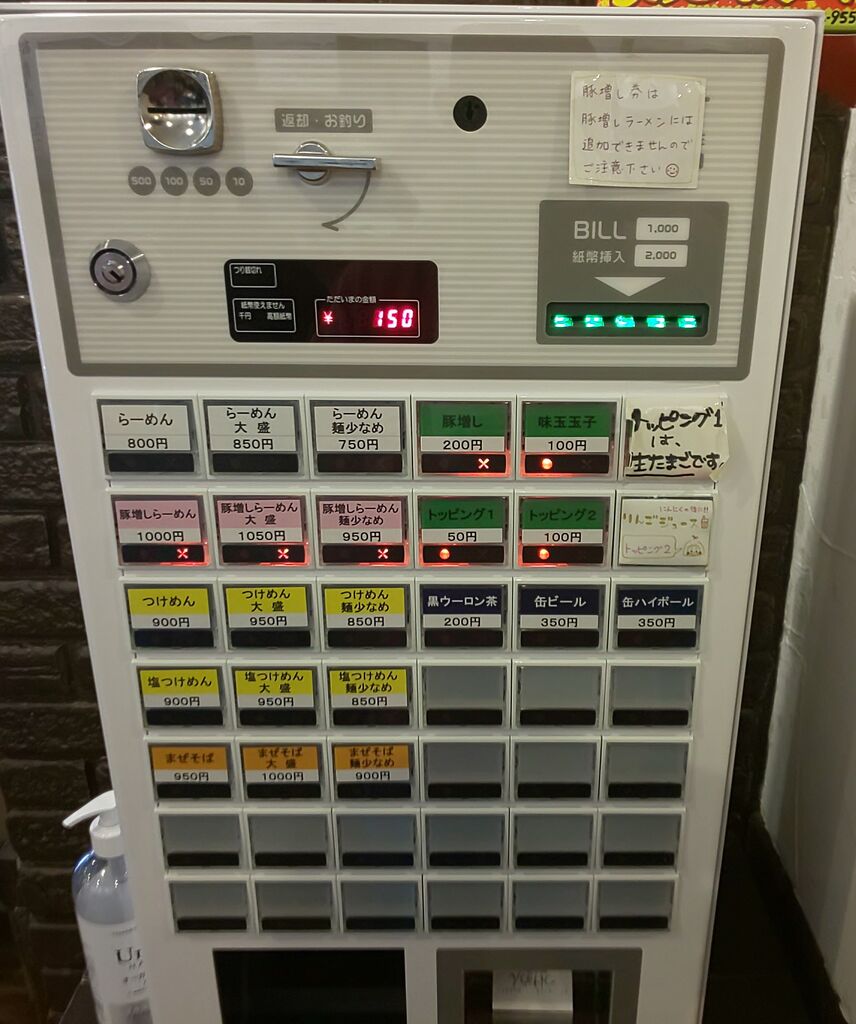 -955
返却・お釣り
500 100 50 10
豚増し券は
豚増しラーメンには
追加できませんので
ご注意下さい
BILL 1,000
紙幣挿入 2,000
つり銭切れ
紙幣使えません
千円 高額紙幣
ただいまの金額
¥ 150
らーめん
800円
らーめん
大盛
850円
らーめん
麺少なめ
750円
豚増し
200円
×
味玉玉子
100円
トッピング1
は、
生たまごです。
豚増しらーめん
1000円
×
豚増しらーめん
大盛
1050円
×
豚増しらーめん
麺少なめ
950円
×
トッピング1
50円
トッピング2
100円
りんごジュース
トッピング2
つけめん
900円
つけめん
大盛
950円
つけめん
麺少なめ
850円
黒ウーロン茶
200円
缶ビール
350円
缶ハイボール
350円
塩つけめん
900円
塩つけめん
大盛
950円
塩つけめん
麺少なめ
850円
まぜそば
950円
まぜそば
大盛
1000円
まぜそば
麺少なめ
900円